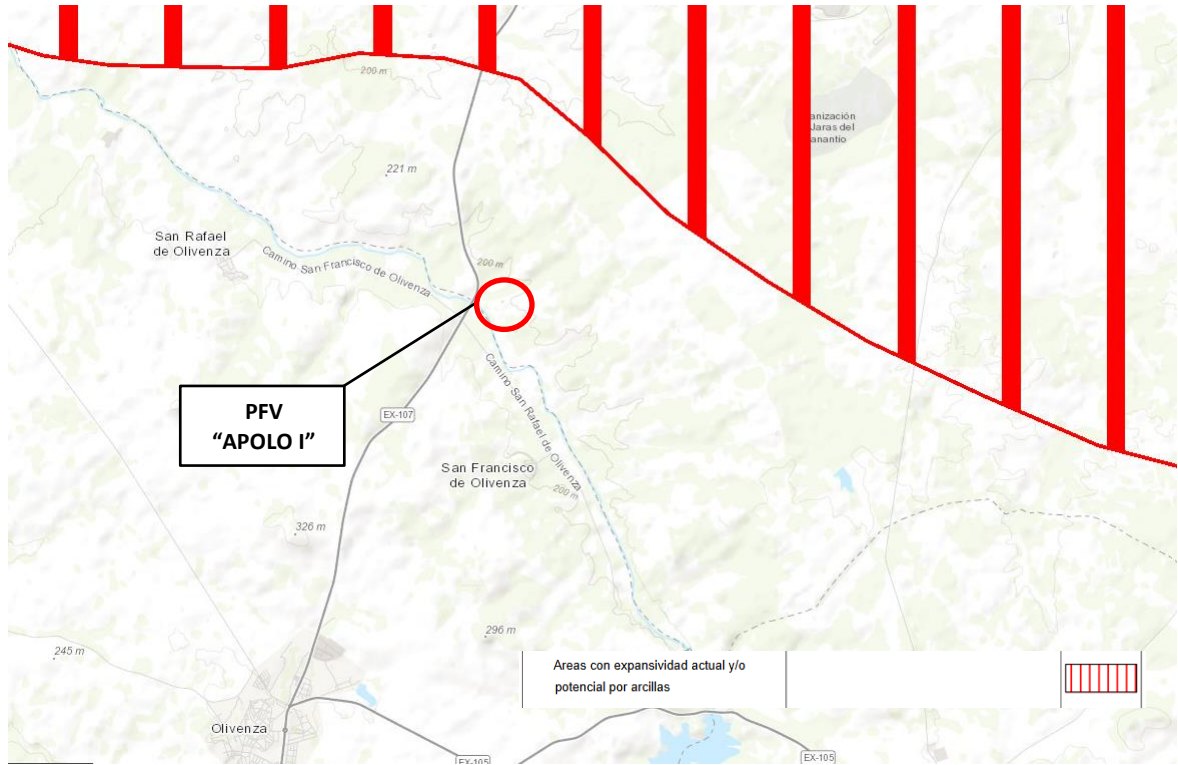 200 m
anización
Jaras del
anantio
221 m
San Rafael
de Olivenza
Camino San Francisco de Olivenza
200 m
PFV
“APOLO I”
EX-107
Camino San Rafael de Olivenza
San Francisco
de Olivenza
200 m
326 m
296 m
245 m
Areas con expansividad actual y/o
potencial por arcillas
Olivenza
EX-105
EX-105